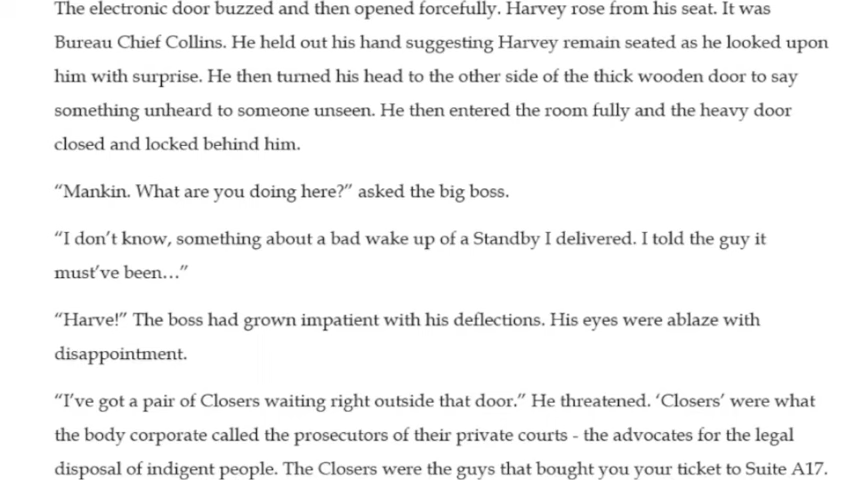 The electronic door buzzed and then opened forcefully. Harvey rose from his seat. It was
Bureau Chief Collins. He held out his hand suggesting Harvey remain seated as he looked upon
him with surprise. He then turned his head to the other side of the thick wooden door to say
something unheard to someone unseen. He then entered the room fully and the heavy door
closed and locked behind him.
“Mankin. What are you doing here?” asked the big boss.
“I don’t know, something about a bad wake up of a Standby I delivered. I told the guy it
must’ve been…”
“Harve!” The boss had grown impatient with his deflections. His eyes were ablaze with
disappointment.
“I’ve got a pair of Closers waiting right outside that door.” He threatened. ‘Closers’ were what
the body corporate called the prosecutors of their private courts - the advocates for the legal
disposal of indigent people. The Closers were the guys that bought you your ticket to Suite A17.